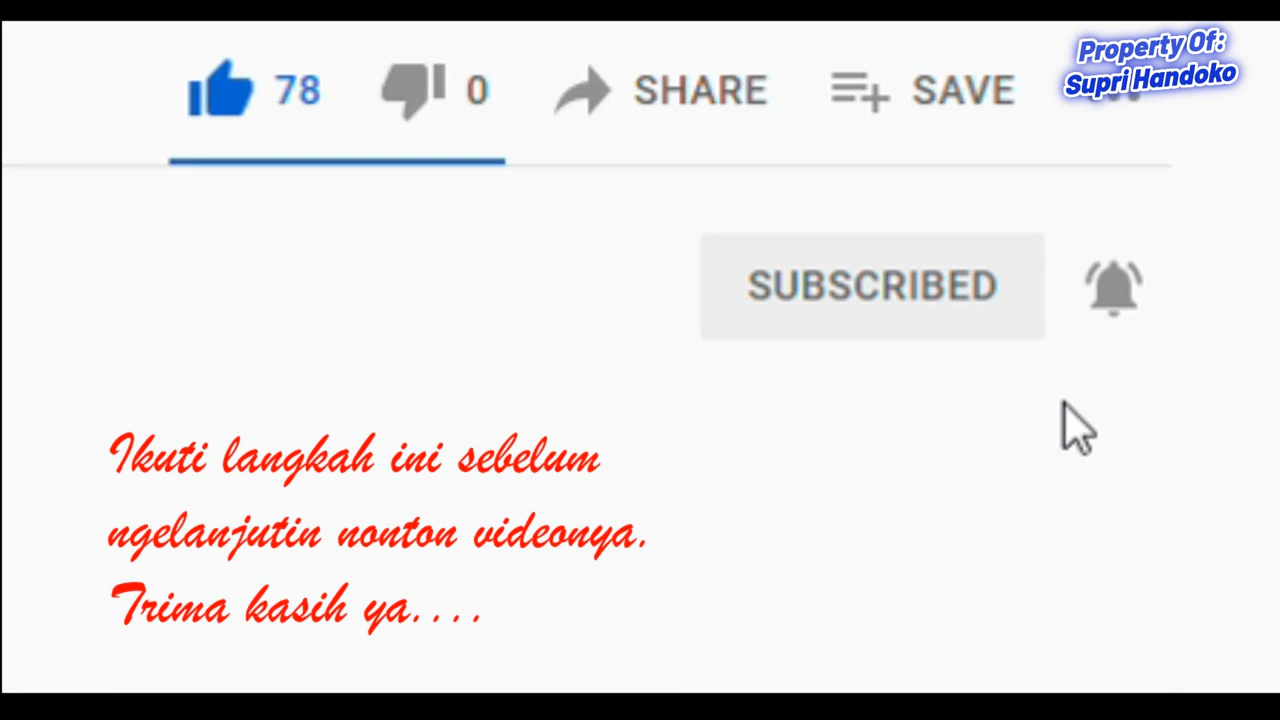 78 0 SHARE SAVE
Property Of:
Supri Handoko
SUBSCRIBED
Ikuti langkah ini sebelum
ngelanjutin nonton videonya.
Trima kasih ya....